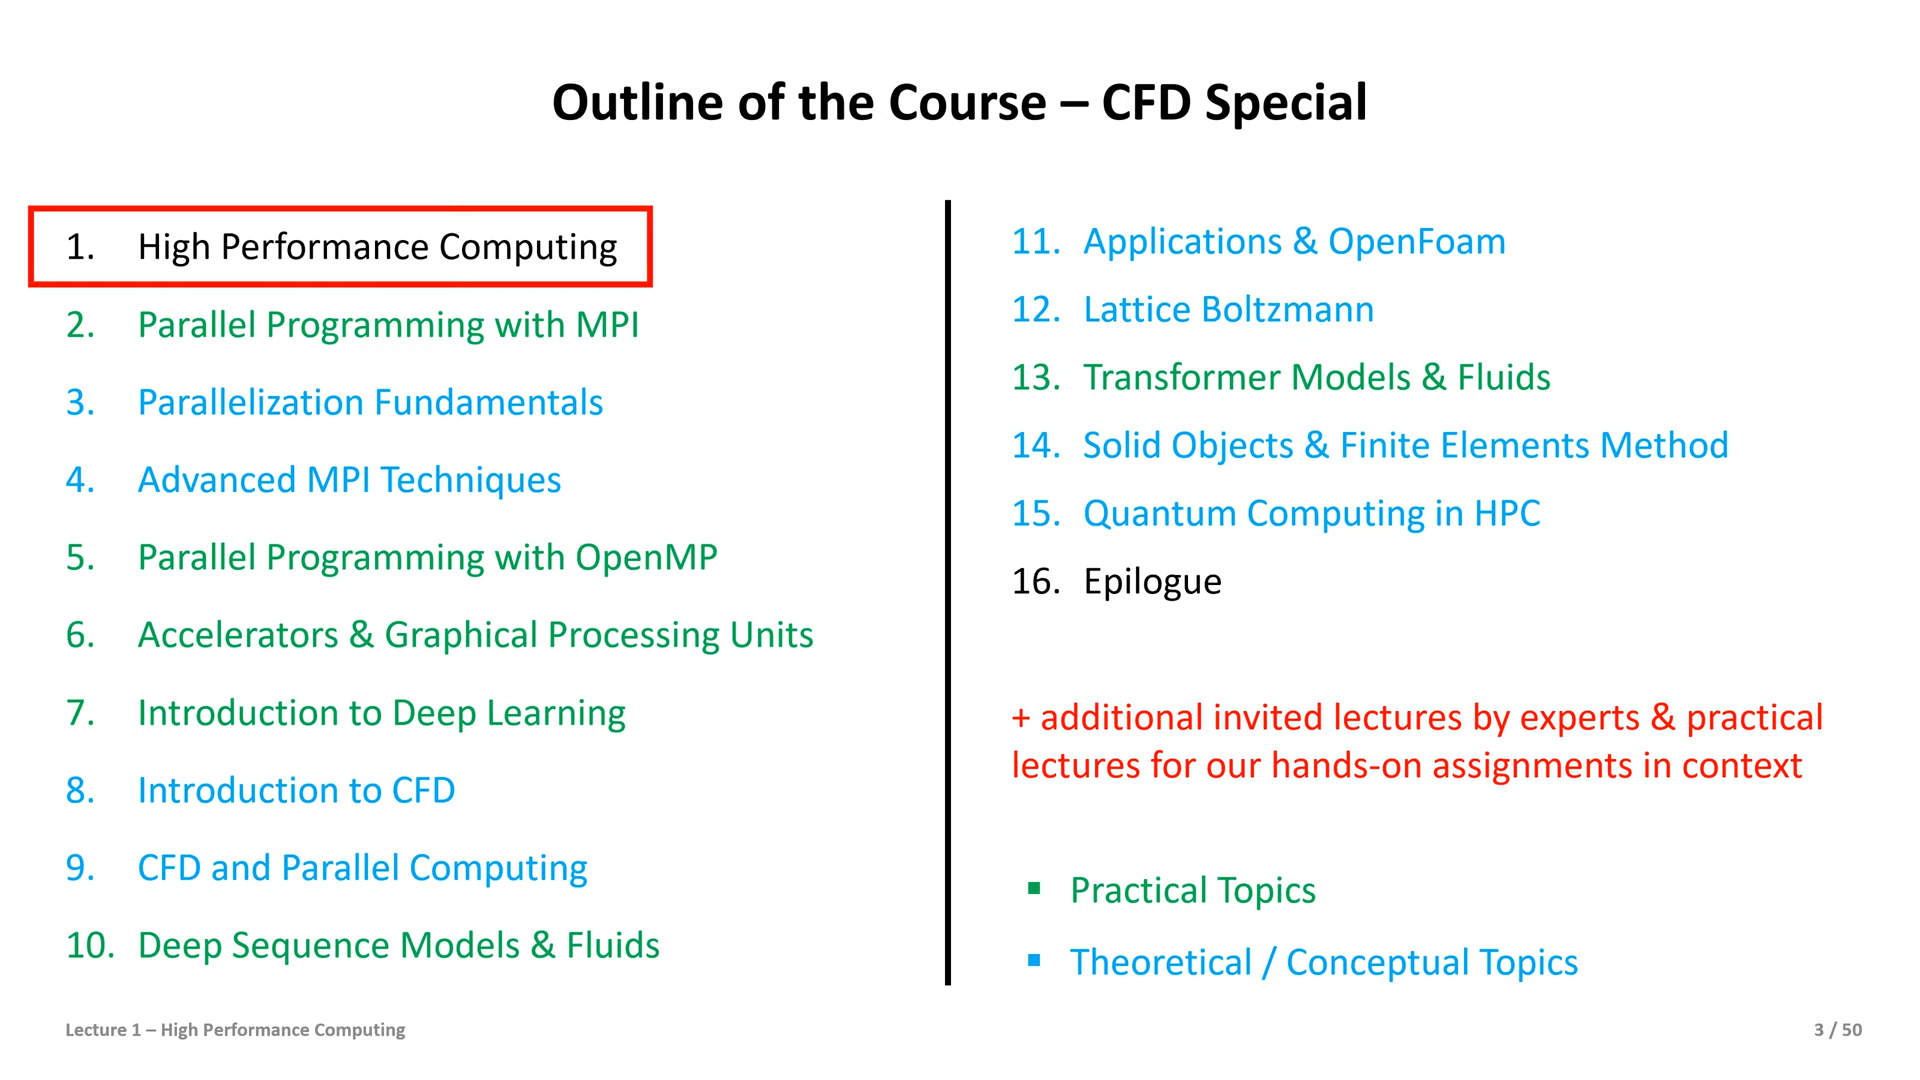 Outline of the Course – CFD Special
1. High Performance Computing
2. Parallel Programming with MPI
3. Parallelization Fundamentals
4. Advanced MPI Techniques
5. Parallel Programming with OpenMP
6. Accelerators & Graphical Processing Units
7. Introduction to Deep Learning
8. Introduction to CFD
9. CFD and Parallel Computing
10. Deep Sequence Models & Fluids
11. Applications & OpenFoam
12. Lattice Boltzmann
13. Transformer Models & Fluids
14. Solid Objects & Finite Elements Method
15. Quantum Computing in HPC
16. Epilogue
+ additional invited lectures by experts & practical
lectures for our hands-on assignments in context
▪ Practical Topics
▪ Theoretical / Conceptual Topics
Lecture 1 – High Performance Computing
3 / 50